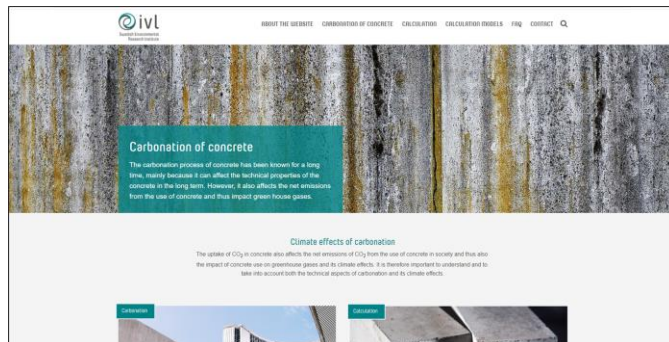 ivl
Swedish Environmental
Research Institute
ABOUT THE WEBSITE CARBONATION OF CONCRETE CALCULATION CALCULATION MODELS FAQ CONTACT
Carbonation of concrete
The carbonation process of concrete has been known for a long
time, mainly because it can affect the technical properties of the
concrete in the long term. However, it also affects the net emissions
from the use of concrete and thus impact green house gases.
Climate effects of carbonation
The uptake of CO₂ in concrete also affects the net emissions of CO₂ from the use of concrete in society and thus also
the impact of concrete use on greenhouse gases and its climate effects. It is therefore important to understand and to
take into account both the technical aspects of carbonation and its climate effects.
Carbonation
Calculation